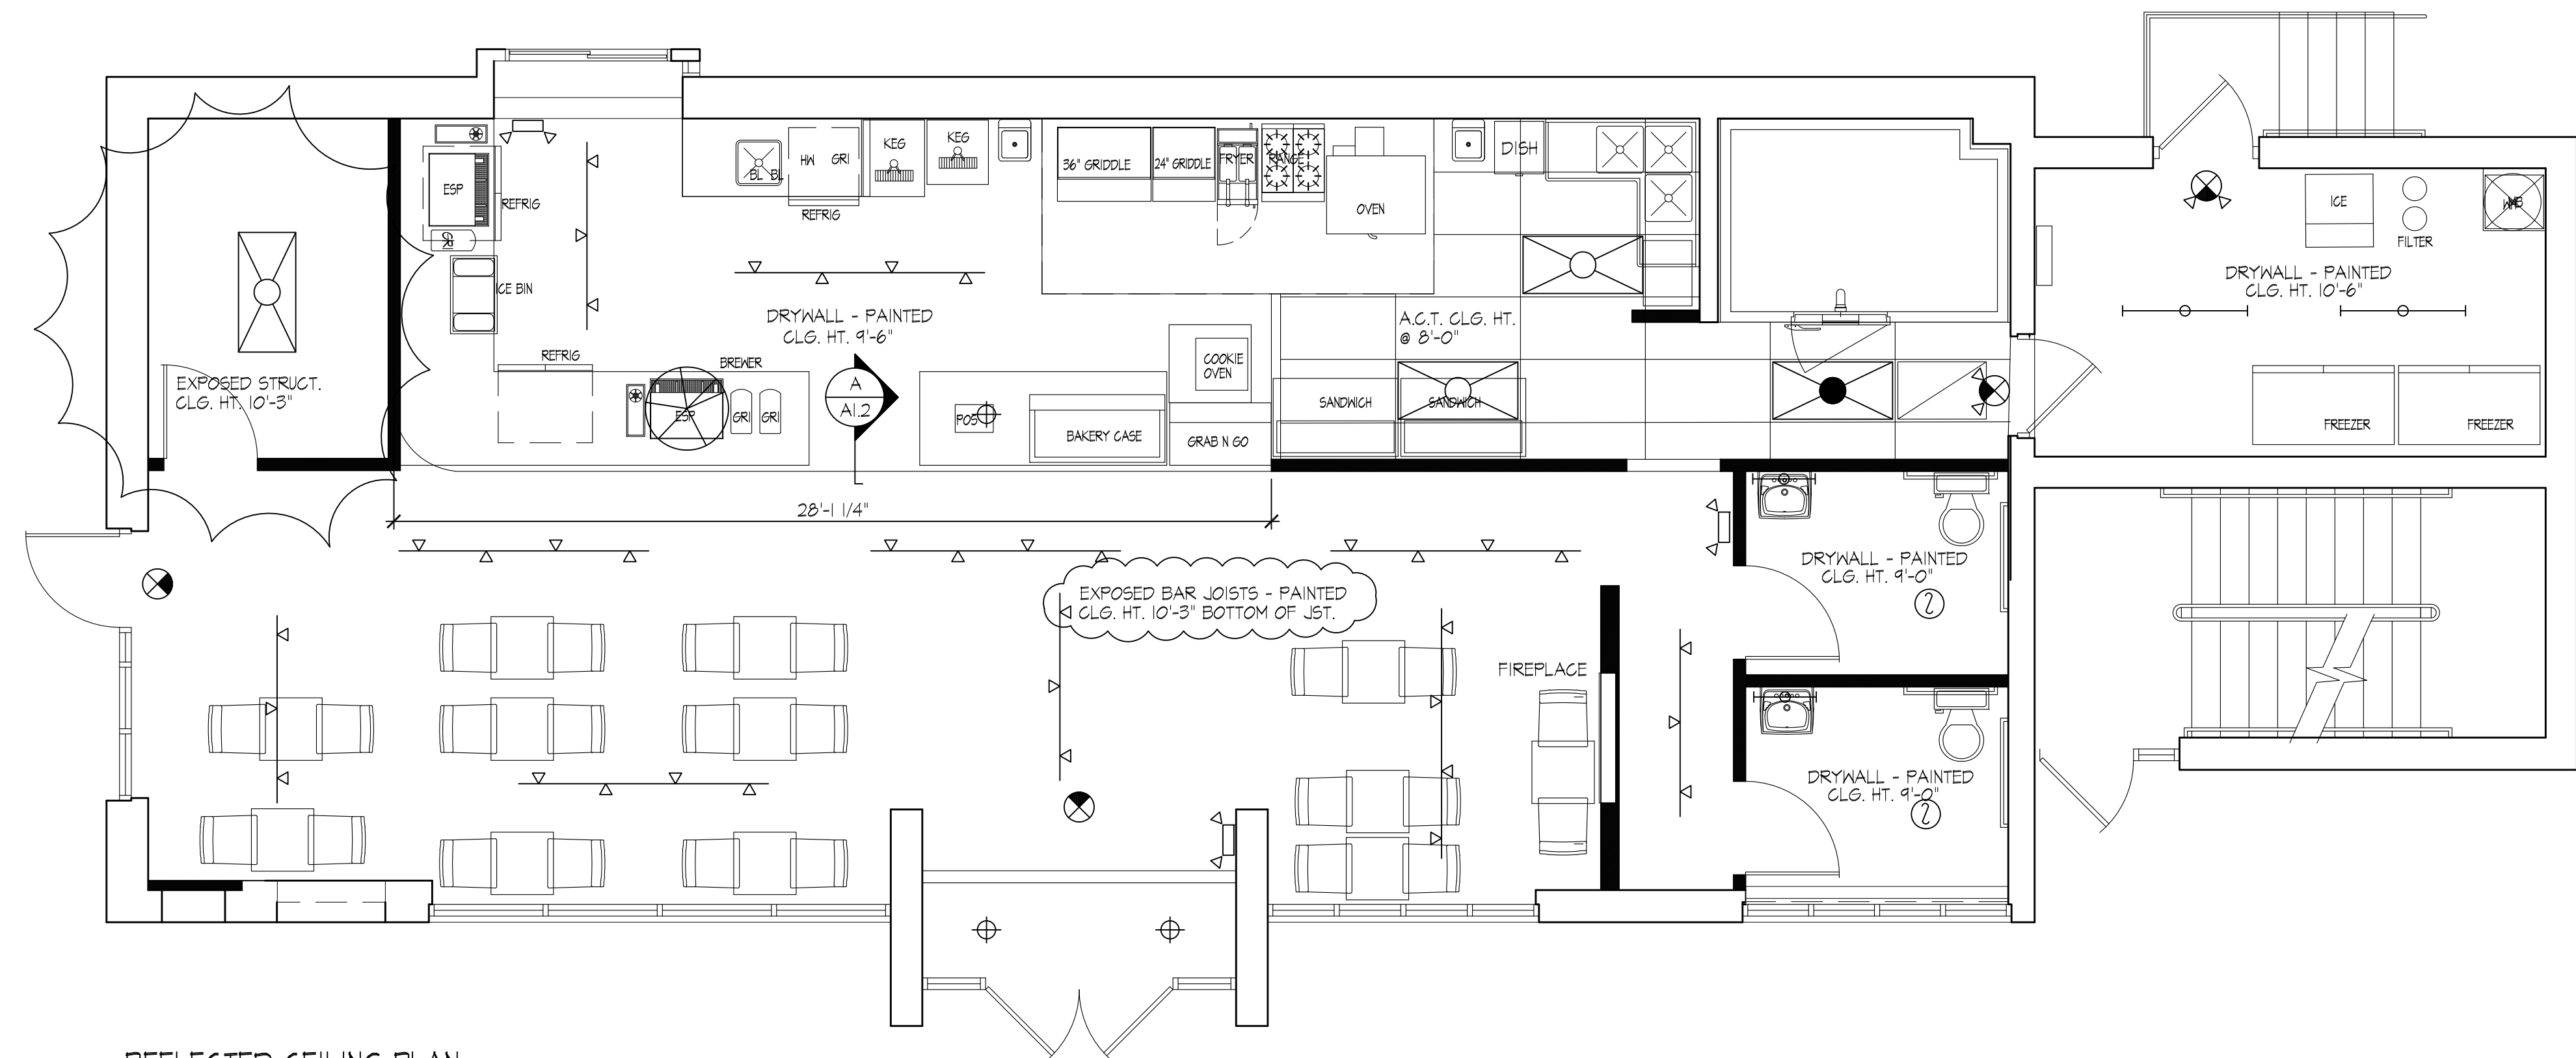 KEG
KEG
BL BL
HW GRI
REFRIG
36" GRIDDLE
24" GRIDDLE
FRYER
RANGE
OVEN
DISH
ESP
REFRIG
GRI
ICE BIN
ICE
FILTER
DRYWALL - PAINTED
CLG. HT. 10'-6"
FREEZER
FREEZER
DRYWALL - PAINTED
CLG. HT. 9'-6"
A.C.T. CLG. HT.
@ 8'-0"
REFRIG
BREWER
ESP
GRI
GRI
A
A1.2
COOKIE
OVEN
POS
BAKERY CASE
GRAB N GO
SANDWICH
SANDWICH
EXPOSED STRUCT.
CLG. HT. 10'-3"
28'-1 1/4"
EXPOSED BAR JOISTS - PAINTED
CLG. HT. 10'-3" BOTTOM OF JST.
DRYWALL - PAINTED
CLG. HT. 9'-0"
2
FIREPLACE
DRYWALL - PAINTED
CLG. HT. 9'-0"
2
REFLECTED CEILING PLAN